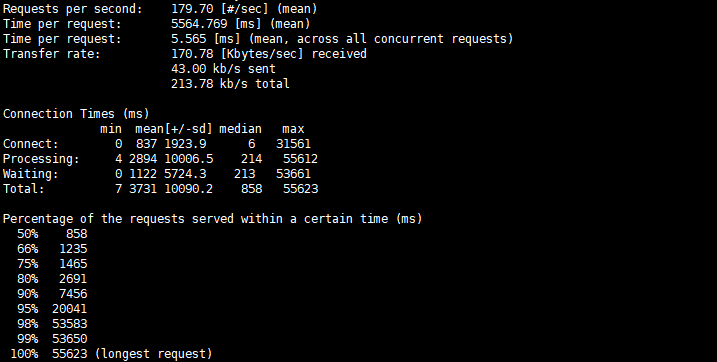 Requests per second:    179.70 [#/sec] (mean)
Time per request:       5564.769 [ms] (mean)
Time per request:       5.565 [ms] (mean, across all concurrent requests)
Transfer rate:          170.78 [Kbytes/sec] received
                        43.00 kb/s sent
                        213.78 kb/s total

Connection Times (ms)
              min  mean[+/-sd] median   max
Connect:        0  837 1923.9      6   31561
Processing:     4 2894 10006.5   214   55612
Waiting:        0 1122 5724.3    213   53661
Total:          7 3731 10090.2   858   55623

Percentage of the requests served within a certain time (ms)
  50%    858
  66%   1235
  75%   1465
  80%   2691
  90%   7456
  95%  20041
  98%  53583
  99%  53650
 100%  55623 (longest request)